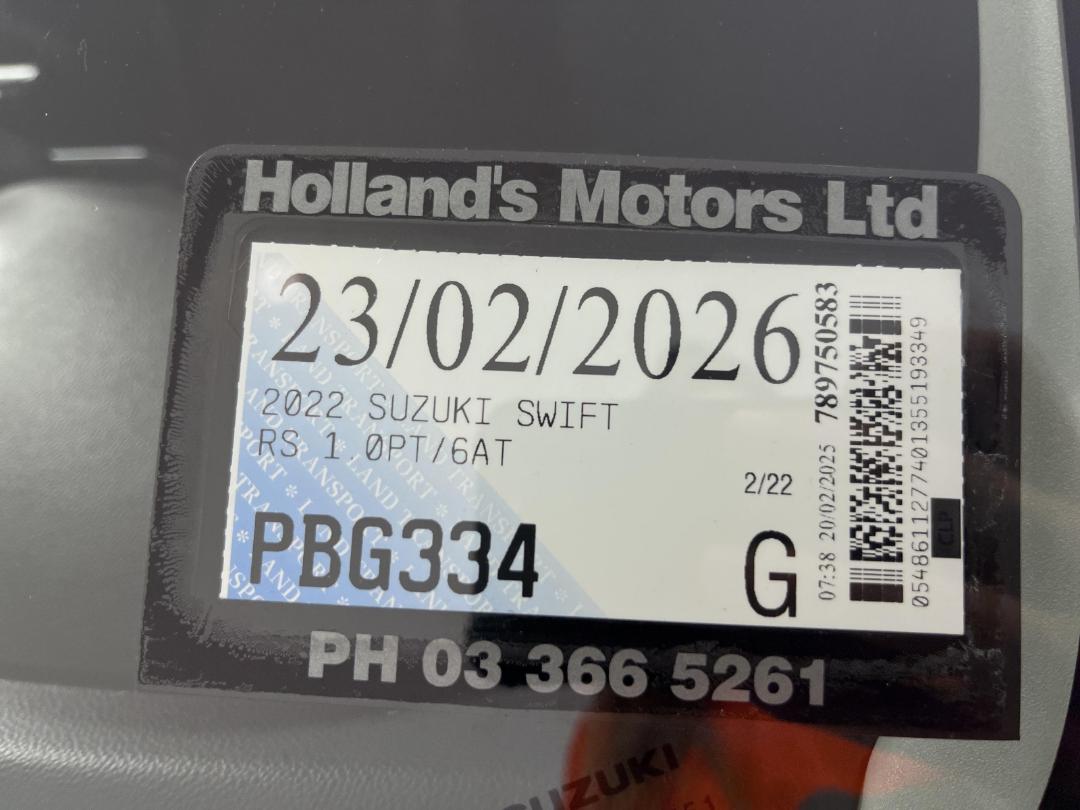 Holland's Motors Ltd
23/02/2026
2022 SUZUKI SWIFT
RS 1.0PT/6AT
2/22
PBG334
G
07:38 20/02/2025 789750583
05486112774013555193349
CLP
PH 03 366 5261
SUZUKI